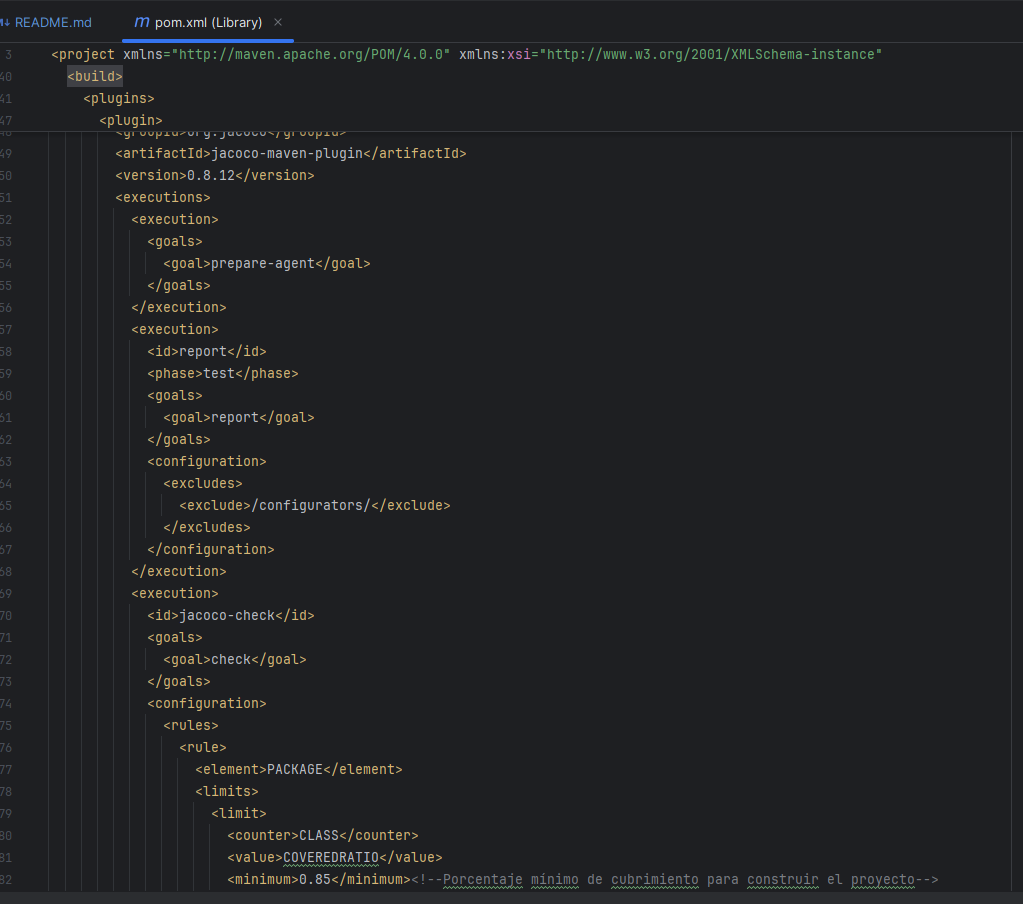 README.md
m pom.xml (Library) ×
3 <project xmlns="http://maven.apache.org/POM/4.0.0" xmlns:xsi="http://www.w3.org/2001/XMLSchema-instance"
40 <build>
41 <plugins>
47 <plugin>
48 <groupId>org.jacoco</groupId>
49 <artifactId>jacoco-maven-plugin</artifactId>
50 <version>0.8.12</version>
51 <executions>
52 <execution>
53 <goals>
54 <goal>prepare-agent</goal>
55 </goals>
56 </execution>
57 <execution>
58 <id>report</id>
59 <phase>test</phase>
60 <goals>
61 <goal>report</goal>
62 </goals>
63 <configuration>
64 <excludes>
65 <exclude>/configurators/</exclude>
66 </excludes>
67 </configuration>
68 </execution>
69 <execution>
70 <id>jacoco-check</id>
71 <goals>
72 <goal>check</goal>
73 </goals>
74 <configuration>
75 <rules>
76 <rule>
77 <element>PACKAGE</element>
78 <limits>
79 <limit>
80 <counter>CLASS</counter>
81 <value>COVEREDRATIO</value>
82 <minimum>0.85</minimum><!--Porcentaje mínimo de cubrimiento para construir el proyecto-->